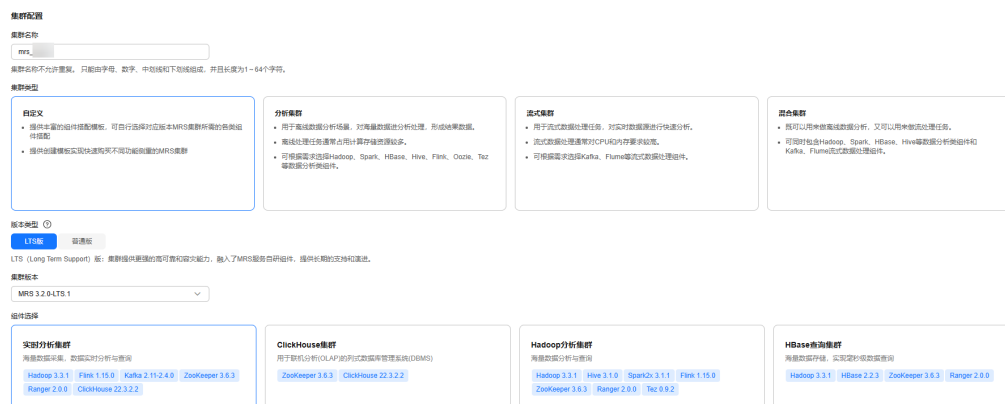 集群配置
集群名称
mrs_
集群名称不允许重复。 只能由字母、数字、中划线和下划线组成，并且长度为1~64个字符。
集群类型
自定义
• 提供丰富的组件搭配模板，可自行选择对应版本MRS集群所需的各类组
件搭配
• 提供创建模板实现快速购买不同功能侧重的MRS集群
分析集群
• 用于离线数据分析场景，对海量数据进分析处理，形成结果数据。
• 离线处理任务通常占用计算存储资源较多。
• 可根据需求选择Hadoop、Spark、HBase、Hive、Flink、Oozie、Tez
等数据分析类组件。
流式集群
• 用于流式数据处理任务，对实时数据源进行快速分析。
• 流式数据处理通常对CPU和内存要求较高。
• 可根据需求选择Kafka、Flume等流式数据处理组件。
混合集群
• 既可以用来做离线数据分析，又可以用来做流处理任务。
• 可同时包含Hadoop、Spark、HBase、Hive等数据分析类组件和
Kafka、Flume流式数据处理组件。
版本类型 ?
LTS版 普通版
LTS（Long Term Support）版：集群提供更强的高可靠和容灾能力，融入了MRS服务自研组件，提供长期的支持和演进。
集群版本
MRS 3.2.0-LTS.1
组件选择
实时分析集群
海量数据采集、数据实时分析与查询
Hadoop 3.3.1 Flink 1.15.0 Kafka 2.11-2.4.0 ZooKeeper 3.6.3
Ranger 2.0.0 ClickHouse 22.3.2.2
ClickHouse集群
用于联机分析(OLAP)的列式数据库管理系统(DBMS)
ZooKeeper 3.6.3 ClickHouse 22.3.2.2
Hadoop分析集群
海量数据分析与查询
Hadoop 3.3.1 Hive 3.1.0 Spark2x 3.1.1 Flink 1.15.0
ZooKeeper 3.6.3 Ranger 2.0.0 Tez 0.9.2
HBase查询集群
海量数据存储、实现毫秒级数据查询
Hadoop 3.3.1 HBase 2.2.3 ZooKeeper 3.6.3 Ranger 2.0.0